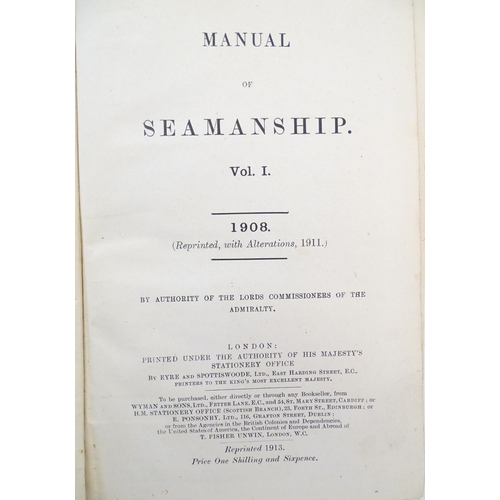 MANUAL
OF
SEAMANSHIP.
Vol. I.
1908.
(Reprinted, with Alterations, 1911.)
BY AUTHORITY OF THE LORDS COMMISSIONERS OF THE
ADMIRALTY.
LONDON:
PRINTED UNDER THE AUTHORITY OF HIS MAJESTY'S
STATIONERY OFFICE
BY EYRE AND SPOTTISWOODE, LTD., EAST HARDING STREET, E.C.,
PRINTERS TO THE KING'S MOST EXCELLENT MAJESTY.
To be purchased, either directly or through any Bookseller, from
WYMAN AND SONS, LTD., FETTER LANE, E.C., and 54, ST. MARY STREET, CARDIFF; or
H.M. STATIONERY OFFICE (SCOTTISH BRANCH), 23, FORTH ST., EDINBURGH; or
E. PONSONBY, LTD., 116, GRAFTON STREET, DUBLIN;
or from the Agencies in the British Colonies and Dependencies,
the United States of America, the Continent of Europe and Abroad of
T. FISHER UNWIN, LONDON, W.C.
Reprinted 1913.
Price One Shilling and Sixpence.